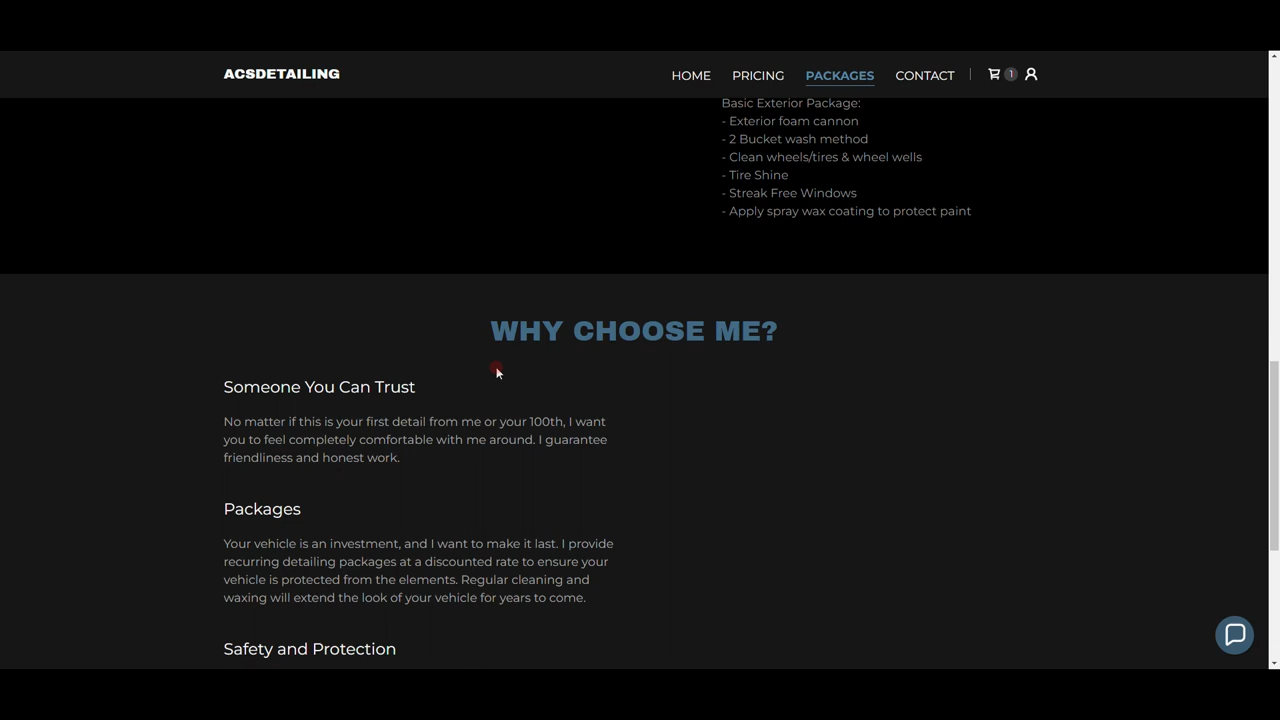 ACSDETAILING
HOME PRICING PACKAGES CONTACT 1
Basic Exterior Package:
- Exterior foam cannon
- 2 Bucket wash method
- Clean wheels/tires & wheel wells
- Tire Shine
- Streak Free Windows
- Apply spray wax coating to protect paint
WHY CHOOSE ME?
Someone You Can Trust
No matter if this is your first detail from me or your 100th, I want
you to feel completely comfortable with me around. I guarantee
friendliness and honest work.
Packages
Your vehicle is an investment, and I want to make it last. I provide
recurring detailing packages at a discounted rate to ensure your
vehicle is protected from the elements. Regular cleaning and
waxing will extend the look of your vehicle for years to come.
Safety and Protection